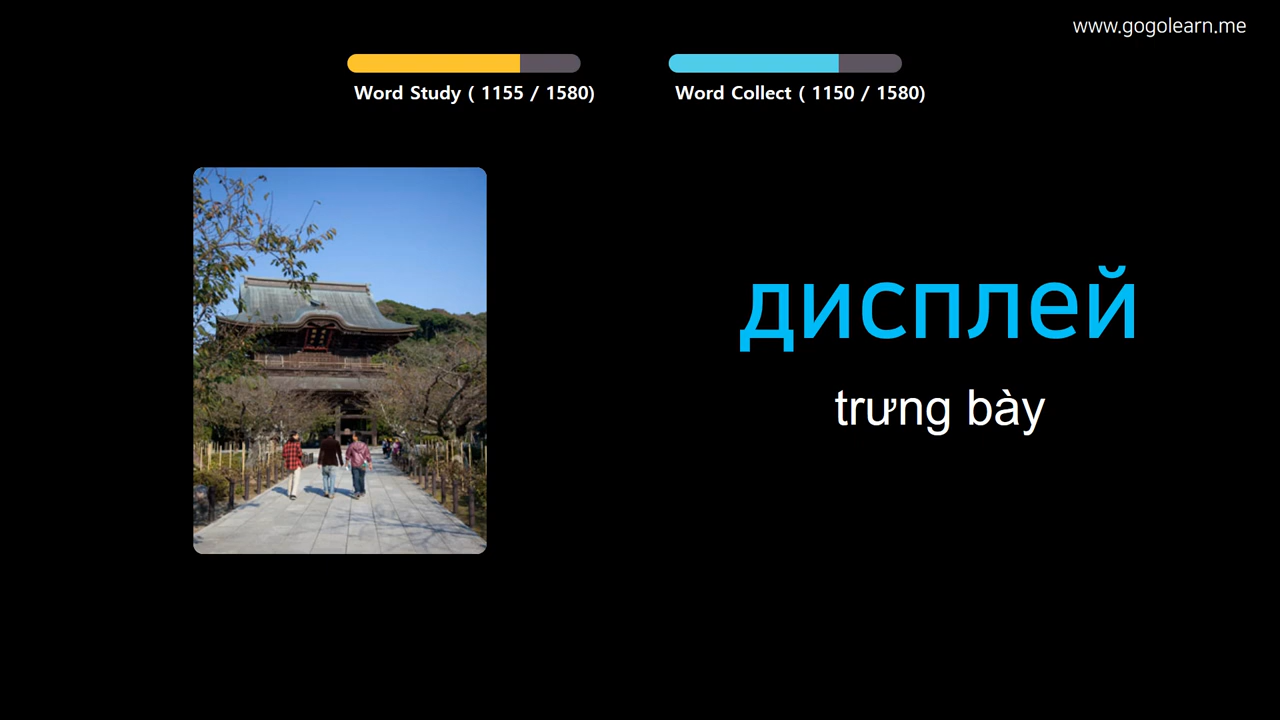 www.gogolearn.me
Word Study ( 1155 / 1580)
Word Collect ( 1150 / 1580)
дисплей
trưng bày